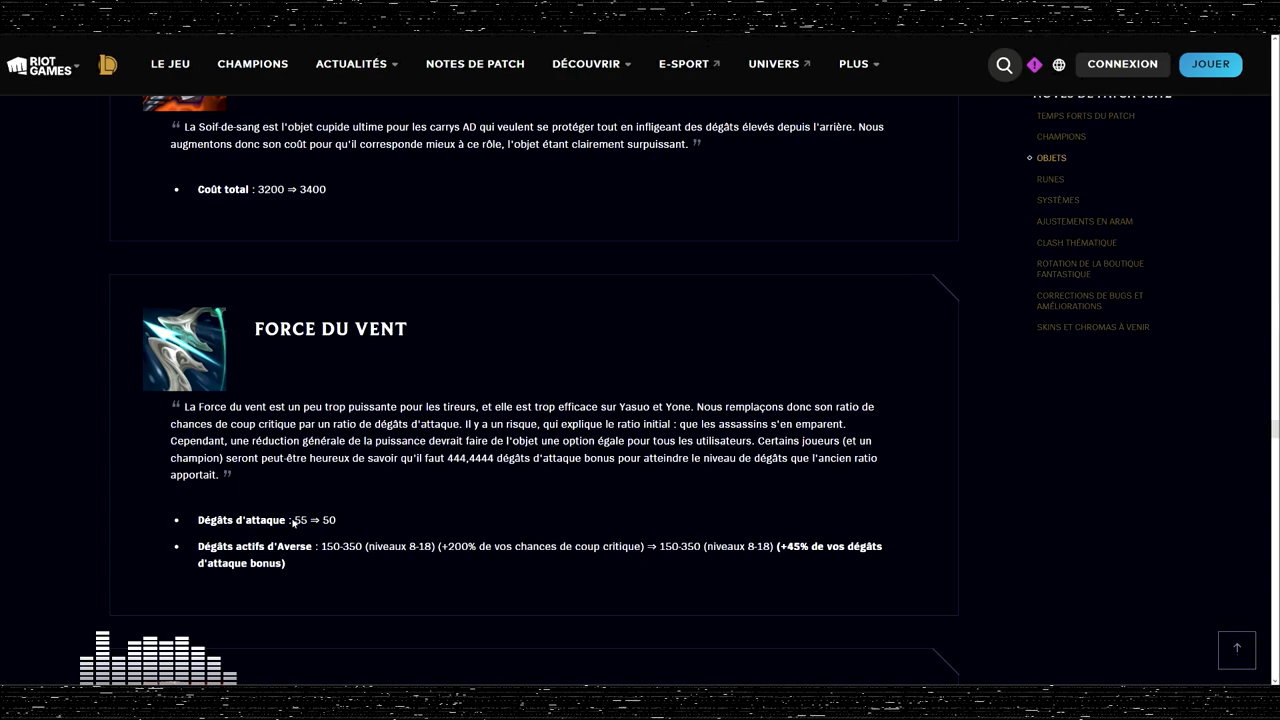 RIOT GAMES
LE JEU
CHAMPIONS
ACTUALITÉS
NOTES DE PATCH
DÉCOUVRIR
E-SPORT
UNIVERS
PLUS
CONNEXION
JOUER
“ La Soif-de-sang est l'objet cupide ultime pour les carrys AD qui veulent se protéger tout en infligeant des dégâts élevés depuis l'arrière. Nous
augmentons donc son coût pour qu'il corresponde mieux à ce rôle, l'objet étant clairement surpuissant. ”
• Coût total : 3200 ⇒ 3400
FORCE DU VENT
“ La Force du vent est un peu trop puissante pour les tireurs, et elle est trop efficace sur Yasuo et Yone. Nous remplaçons donc son ratio de
chances de coup critique par un ratio de dégâts d'attaque. Il y a un risque, qui explique le ratio initial : que les assassins s'en emparent.
Cependant, une réduction générale de la puissance devrait faire de l'objet une option égale pour tous les utilisateurs. Certains joueurs (et un
champion) seront peut-être heureux de savoir qu'il faut 444,4444 dégâts d'attaque bonus pour atteindre le niveau de dégâts que l'ancien ratio
apportait. ”
• Dégâts d'attaque : 55 ⇒ 50
• Dégâts actifs d'Averse : 150-350 (niveaux 8-18) (+200% de vos chances de coup critique) ⇒ 150-350 (niveaux 8-18) (+45% de vos dégâts
d'attaque bonus)
NOTES DE PATCH
TEMPS FORTS DU PATCH
CHAMPIONS
OBJETS
RUNES
SYSTÈMES
AJUSTEMENTS EN ARAM
CLASH THÉMATIQUE
ROTATION DE LA BOUTIQUE
FANTASTIQUE
CORRECTIONS DE BUGS ET
AMÉLIORATIONS
SKINS ET CHROMAS À VENIR